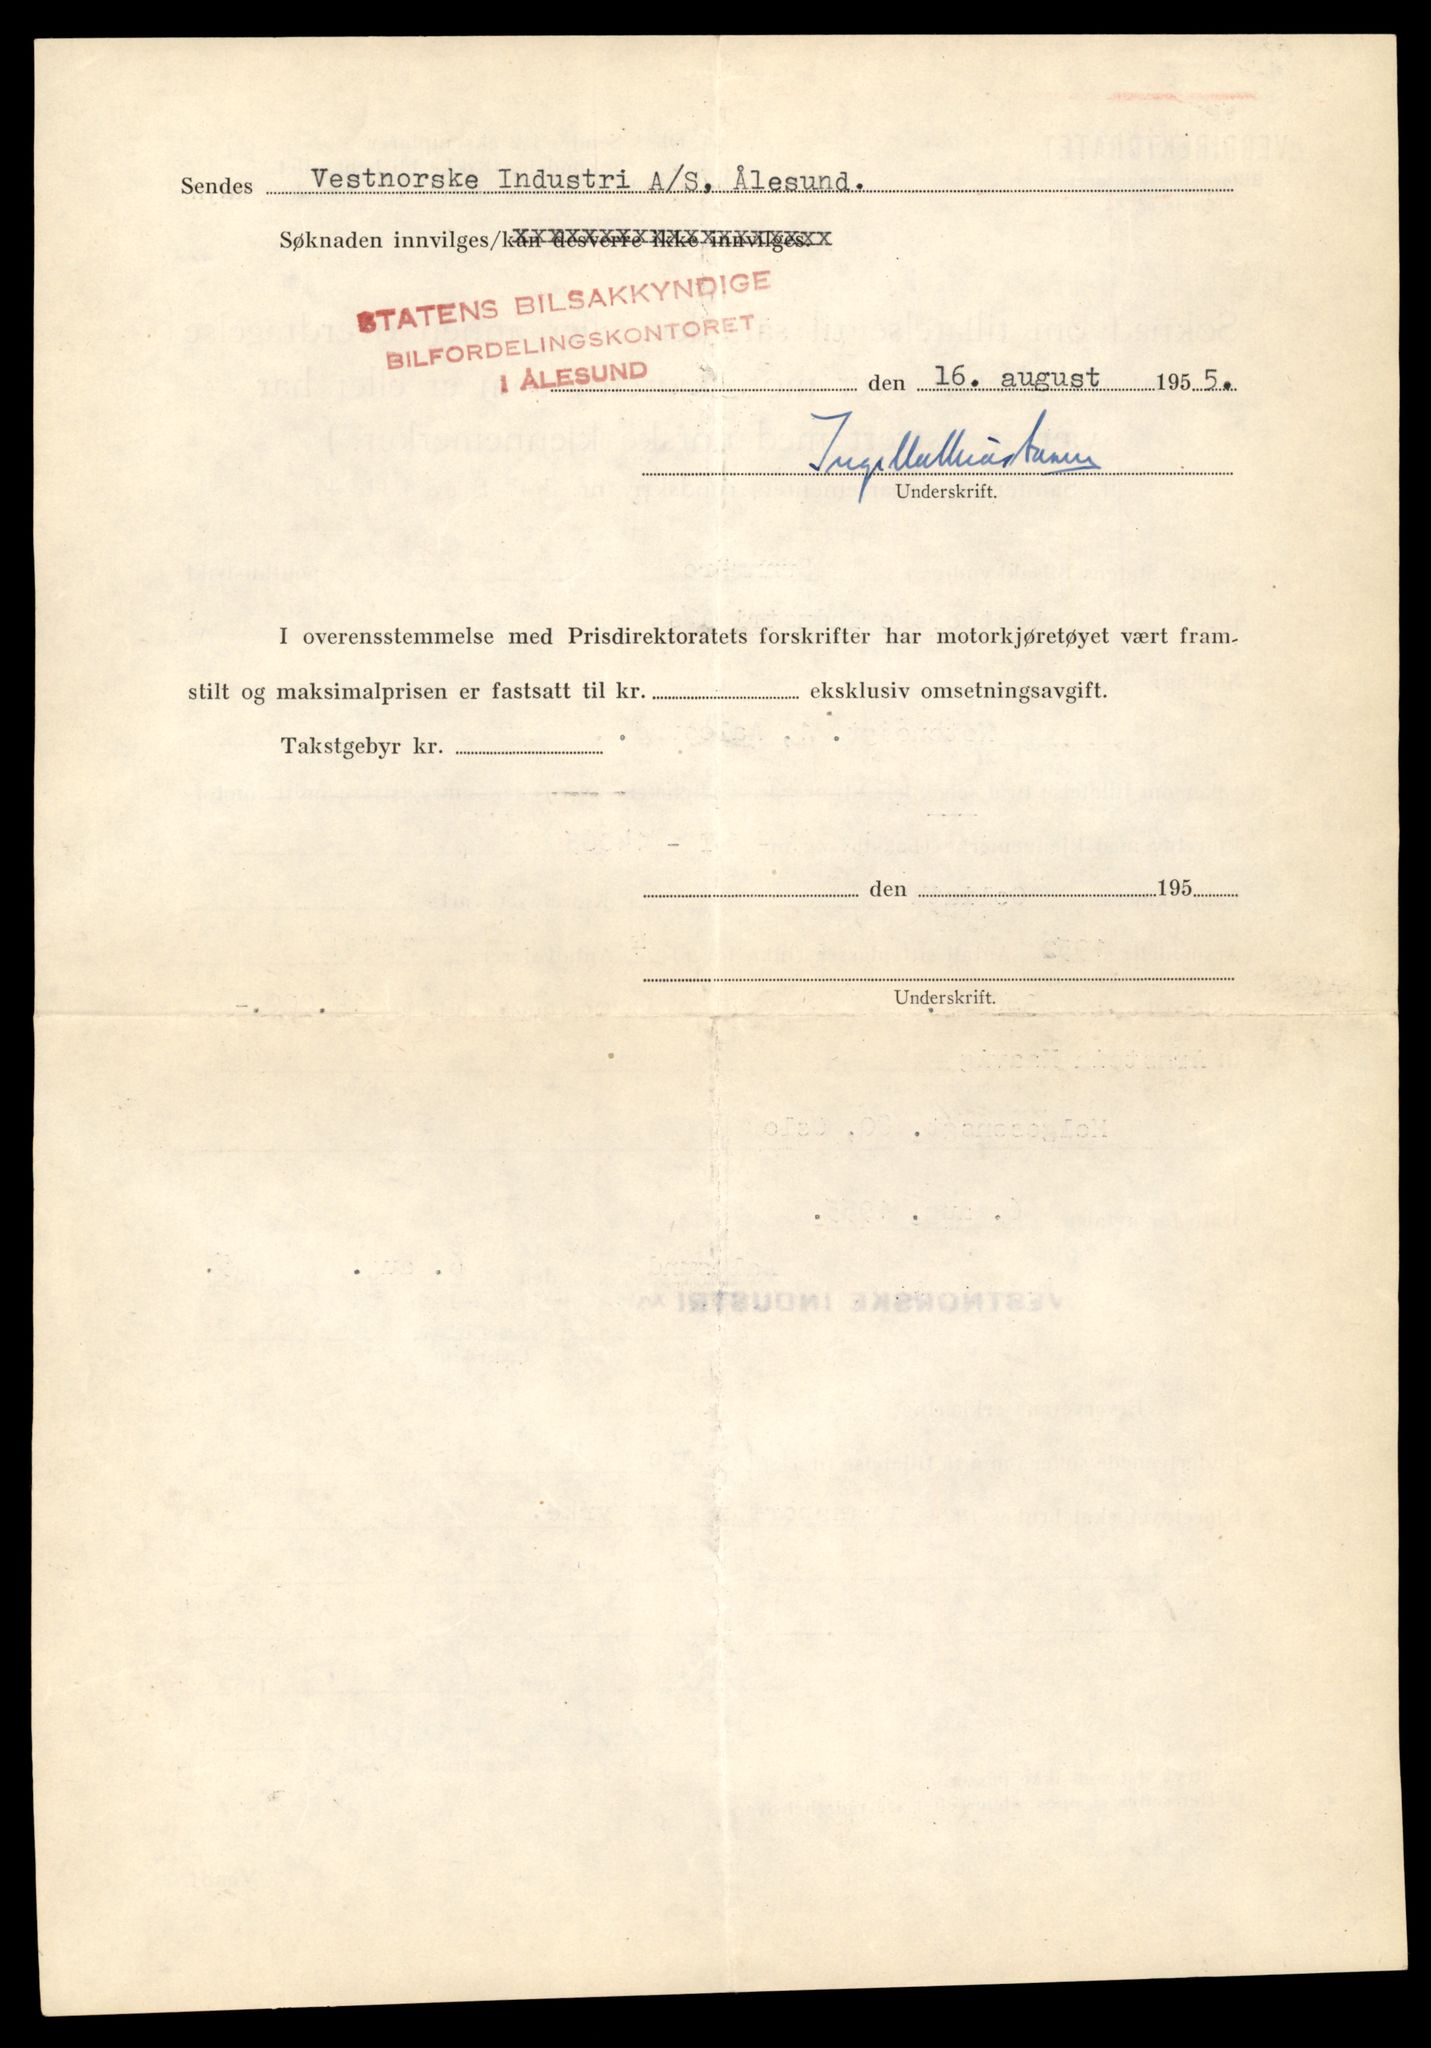 Sendes Vestnorske Industri A/S, Ålesund.
Søknaden innvilges/kan desverre ikke innvilges.
STATENS BILSAKKYNDIGE
BILFORDELINGSKONTORET
I ÅLESUND
den 16. august 1955.
Underskrift.
I overensstemmelse med Prisdirektoratets forskrifter har motorkjøretøyet vært fram-
stilt og maksimalprisen er fastsatt til kr. eksklusiv omsetningsavgift.
Takstgebyr kr.
den 195
Underskrift.